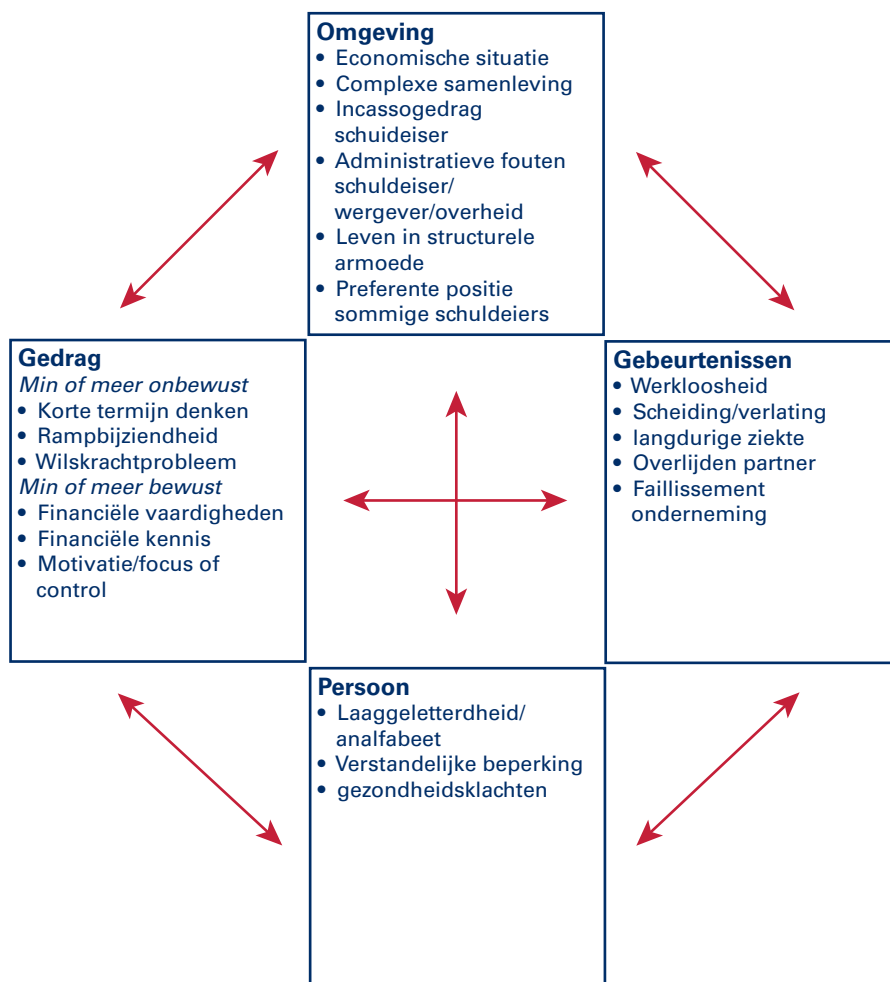 Omgeving
• Economische situatie
• Complexe samenleving
• Incassogedrag
schuideiser
• Administratieve fouten
schuldeiser/
wergever/overheid
• Leven in structurele
armoede
• Preferente positie
sommige schuldeiers
Gedrag
Min of meer onbewust
• Korte termijn denken
• Rampbijziendheid
• Wilskrachtprobleem
Min of meer bewust
• Financiële vaardigheden
• Financiële kennis
• Motivatie/focus of
control
Gebeurtenissen
• Werkloosheid
• Scheiding/verlating
• langdurige ziekte
• Overlijden partner
• Faillissement
onderneming
Persoon
• Laaggeletterdheid/
analfabeet
• Verstandelijke beperking
• gezondheidsklachten